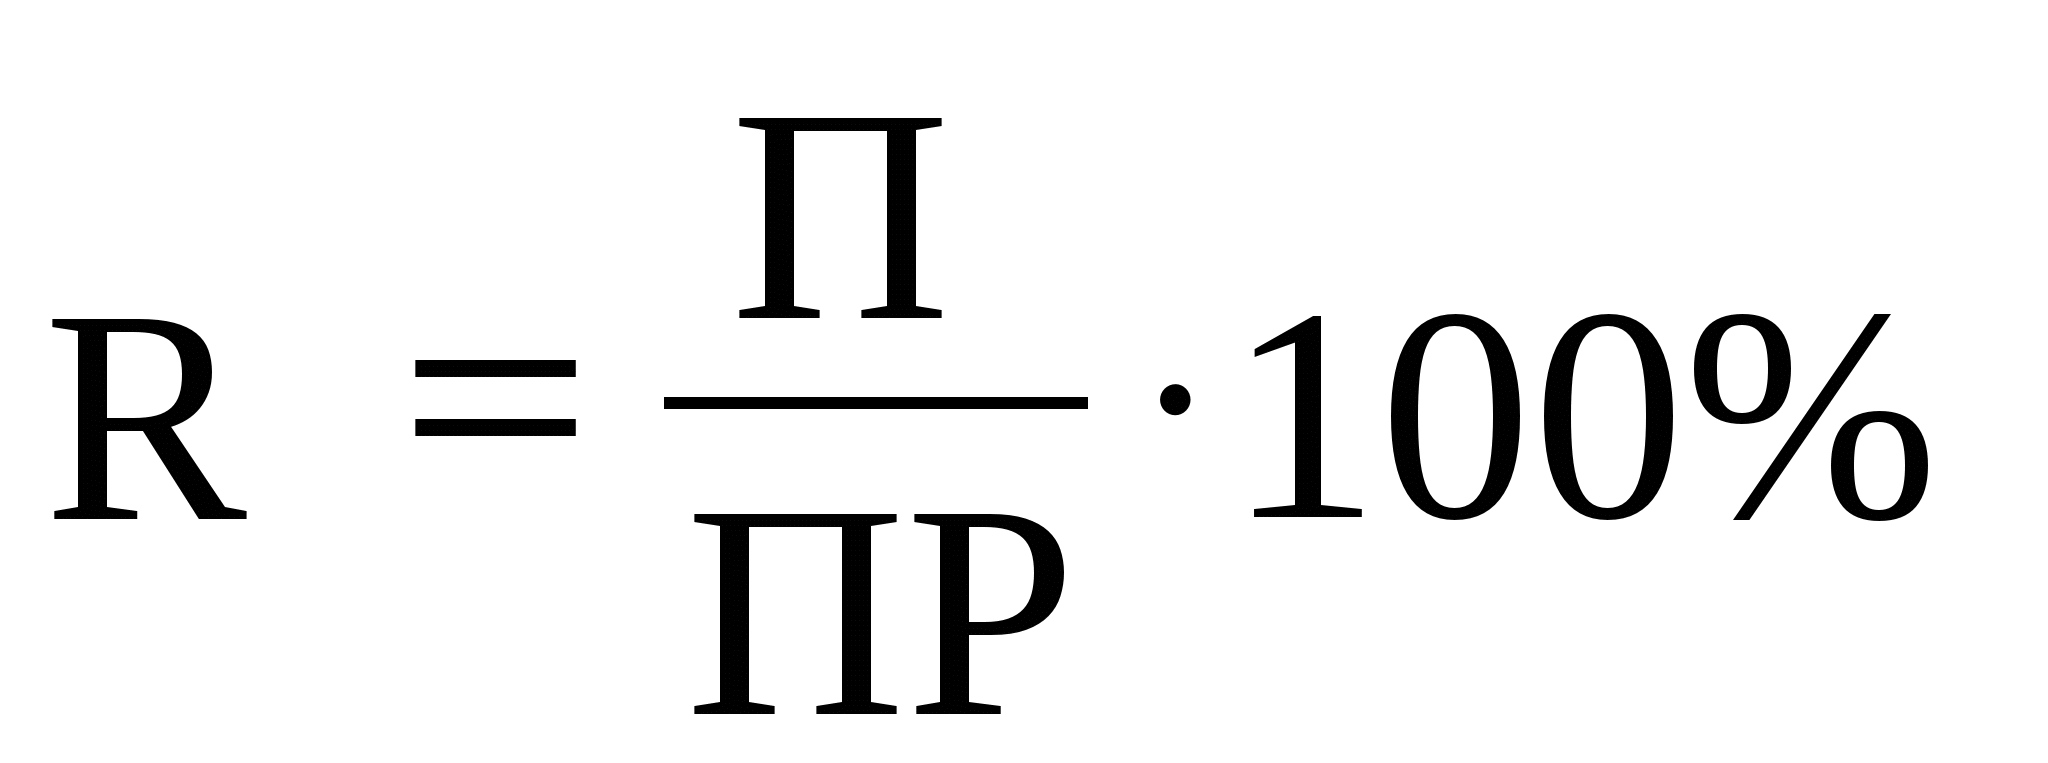 R = П / ПР · 100%